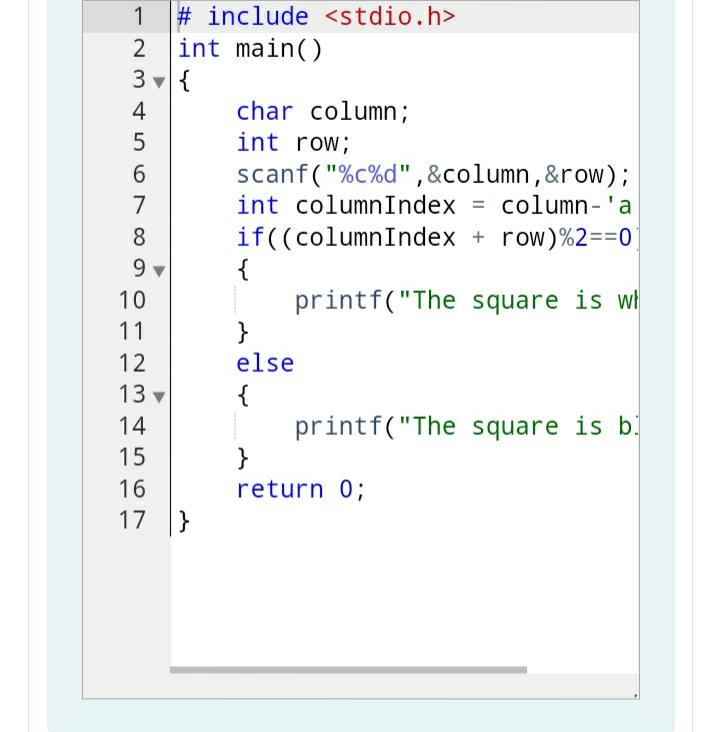 1 # include <stdio.h>
2 int main()
3 {
4 char column;
5 int row;
6 scanf("%c%d",&column,&row);
7 int columnIndex = column-'a
8 if((columnIndex + row)%2==0
9 {
10 printf("The square is
11 }
12 else
13 {
14 printf("The square is
15 }
16 return 0;
17 }